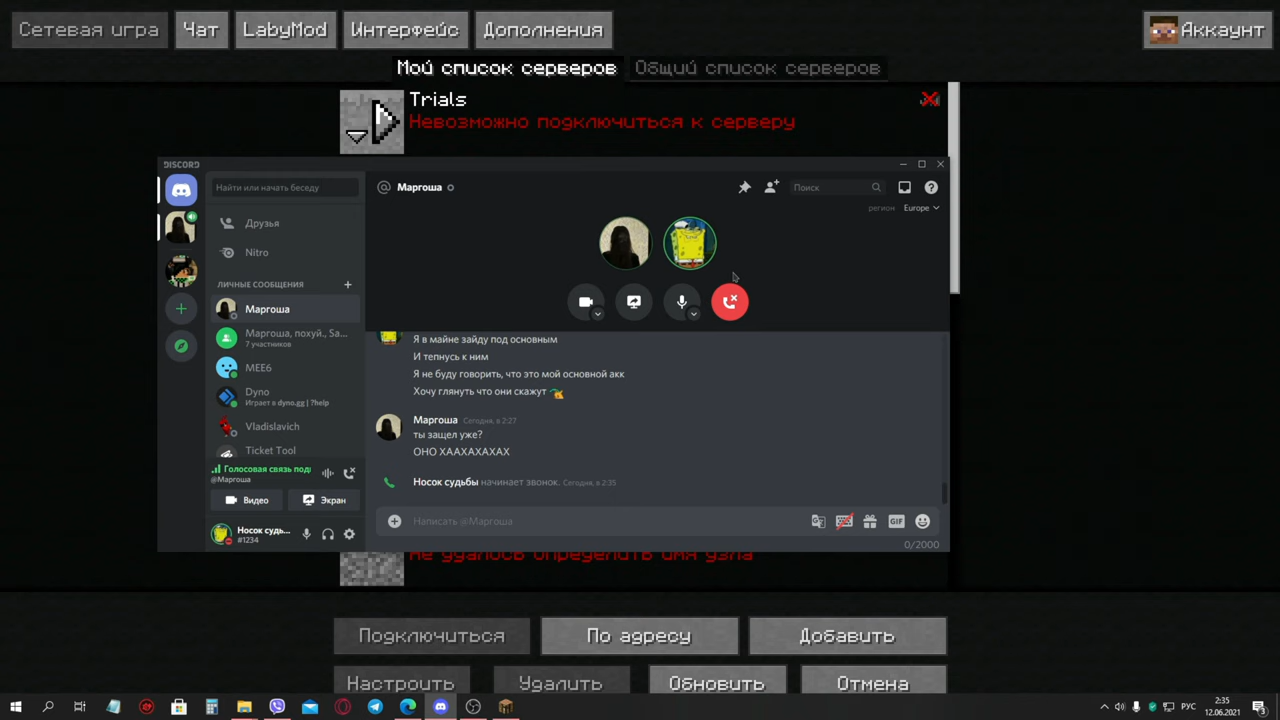 Сетевая игра
Чат
LabyMod
Интерфейс
Дополнения
Аккаунт
Мой список серверов
Общий список серверов
Trials
Невозможно подключиться к серверу
DISCORD
Найти или начать беседу
Друзья
Nitro
ЛИЧНЫЕ СООБЩЕНИЯ
Маргоша
Маргоша, похуй., Sa...
7 участников
MEE6
Dyno
Играет в dyno.gg | ?help
Vladislavich
Ticket Tool
Голосовая связь под
@Маргоша
Видео
Экран
Носок судь...
#1234
Маргоша
Поиск
регион
Europe
Я в майне зайду под основным
И тепнусь к ним
Я не буду говорить, что это мой основной акк
Хочу глянуть что они скажут
Маргоша Сегодня, в 2:27
ты защел уже?
ОНО ХААХАХАХАХ
Носок судьбы начинает звонок. Сегодня, в 2:35
Написать @Маргоша
GIF
0/2000
Не удалось определить имя узла
Подключиться
По адресу
Добавить
Настроить
Удалить
Обновить
Отмена
РУС
2:35
12.06.2021
3